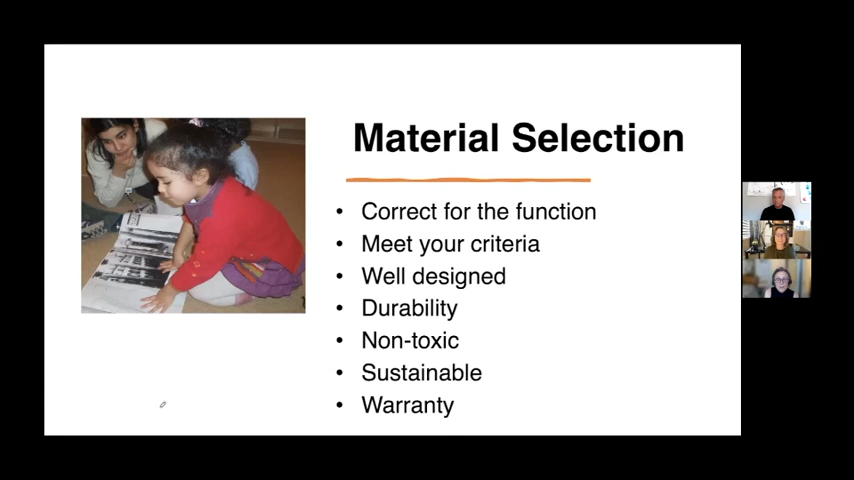 Material Selection
• Correct for the function
• Meet your criteria
• Well designed
• Durability
• Non-toxic
• Sustainable
• Warranty